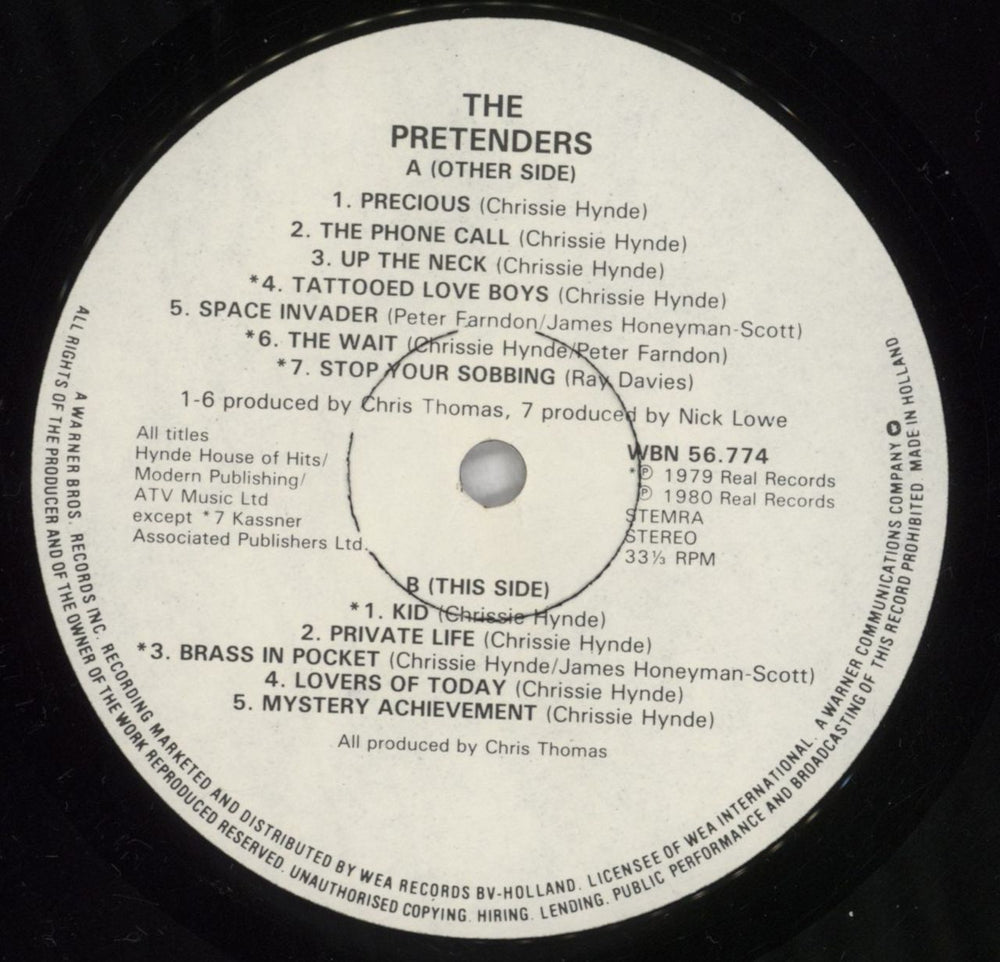 THE
PRETENDERS
A (OTHER SIDE)
1. PRECIOUS (Chrissie Hynde)
2. THE PHONE CALL (Chrissie Hynde)
3. UP THE NECK (Chrissie Hynde)
*4. TATTOOED LOVE BOYS (Chrissie Hynde)
5. SPACE INVADER (Peter Farndon/James Honeyman-Scott)
*6. THE WAIT (Chrissie Hynde/Peter Farndon)
*7. STOP YOUR SOBBING (Ray Davies)
1-6 produced by Chris Thomas, 7 produced by Nick Lowe
All titles
Hynde House of Hits/
Modern Publishing/
ATV Music Ltd
except *7 Kassner
Associated Publishers Ltd.
WBN 56.774
*℗ 1979 Real Records
℗ 1980 Real Records
STEMRA
STEREO
33⅓ RPM
B (THIS SIDE)
*1. KID (Chrissie Hynde)
2. PRIVATE LIFE (Chrissie Hynde)
*3. BRASS IN POCKET (Chrissie Hynde/James Honeyman-Scott)
4. LOVERS OF TODAY (Chrissie Hynde)
5. MYSTERY ACHIEVEMENT (Chrissie Hynde)
All produced by Chris Thomas
A WARNER BROS. RECORDS INC. RECORDING MARKETED AND DISTRIBUTED BY WEA RECORDS BV-HOLLAND. LICENSEE OF WEA INTERNATIONAL. A WARNER COMMUNICATIONS COMPANY
ALL RIGHTS OF THE PRODUCER AND OF THE OWNER OF THE WORK REPRODUCED RESERVED. UNAUTHORISED COPYING. HIRING. LENDING. PUBLIC PERFORMANCE AND BROADCASTING OF THIS RECORD PROHIBITED. MADE IN HOLLAND